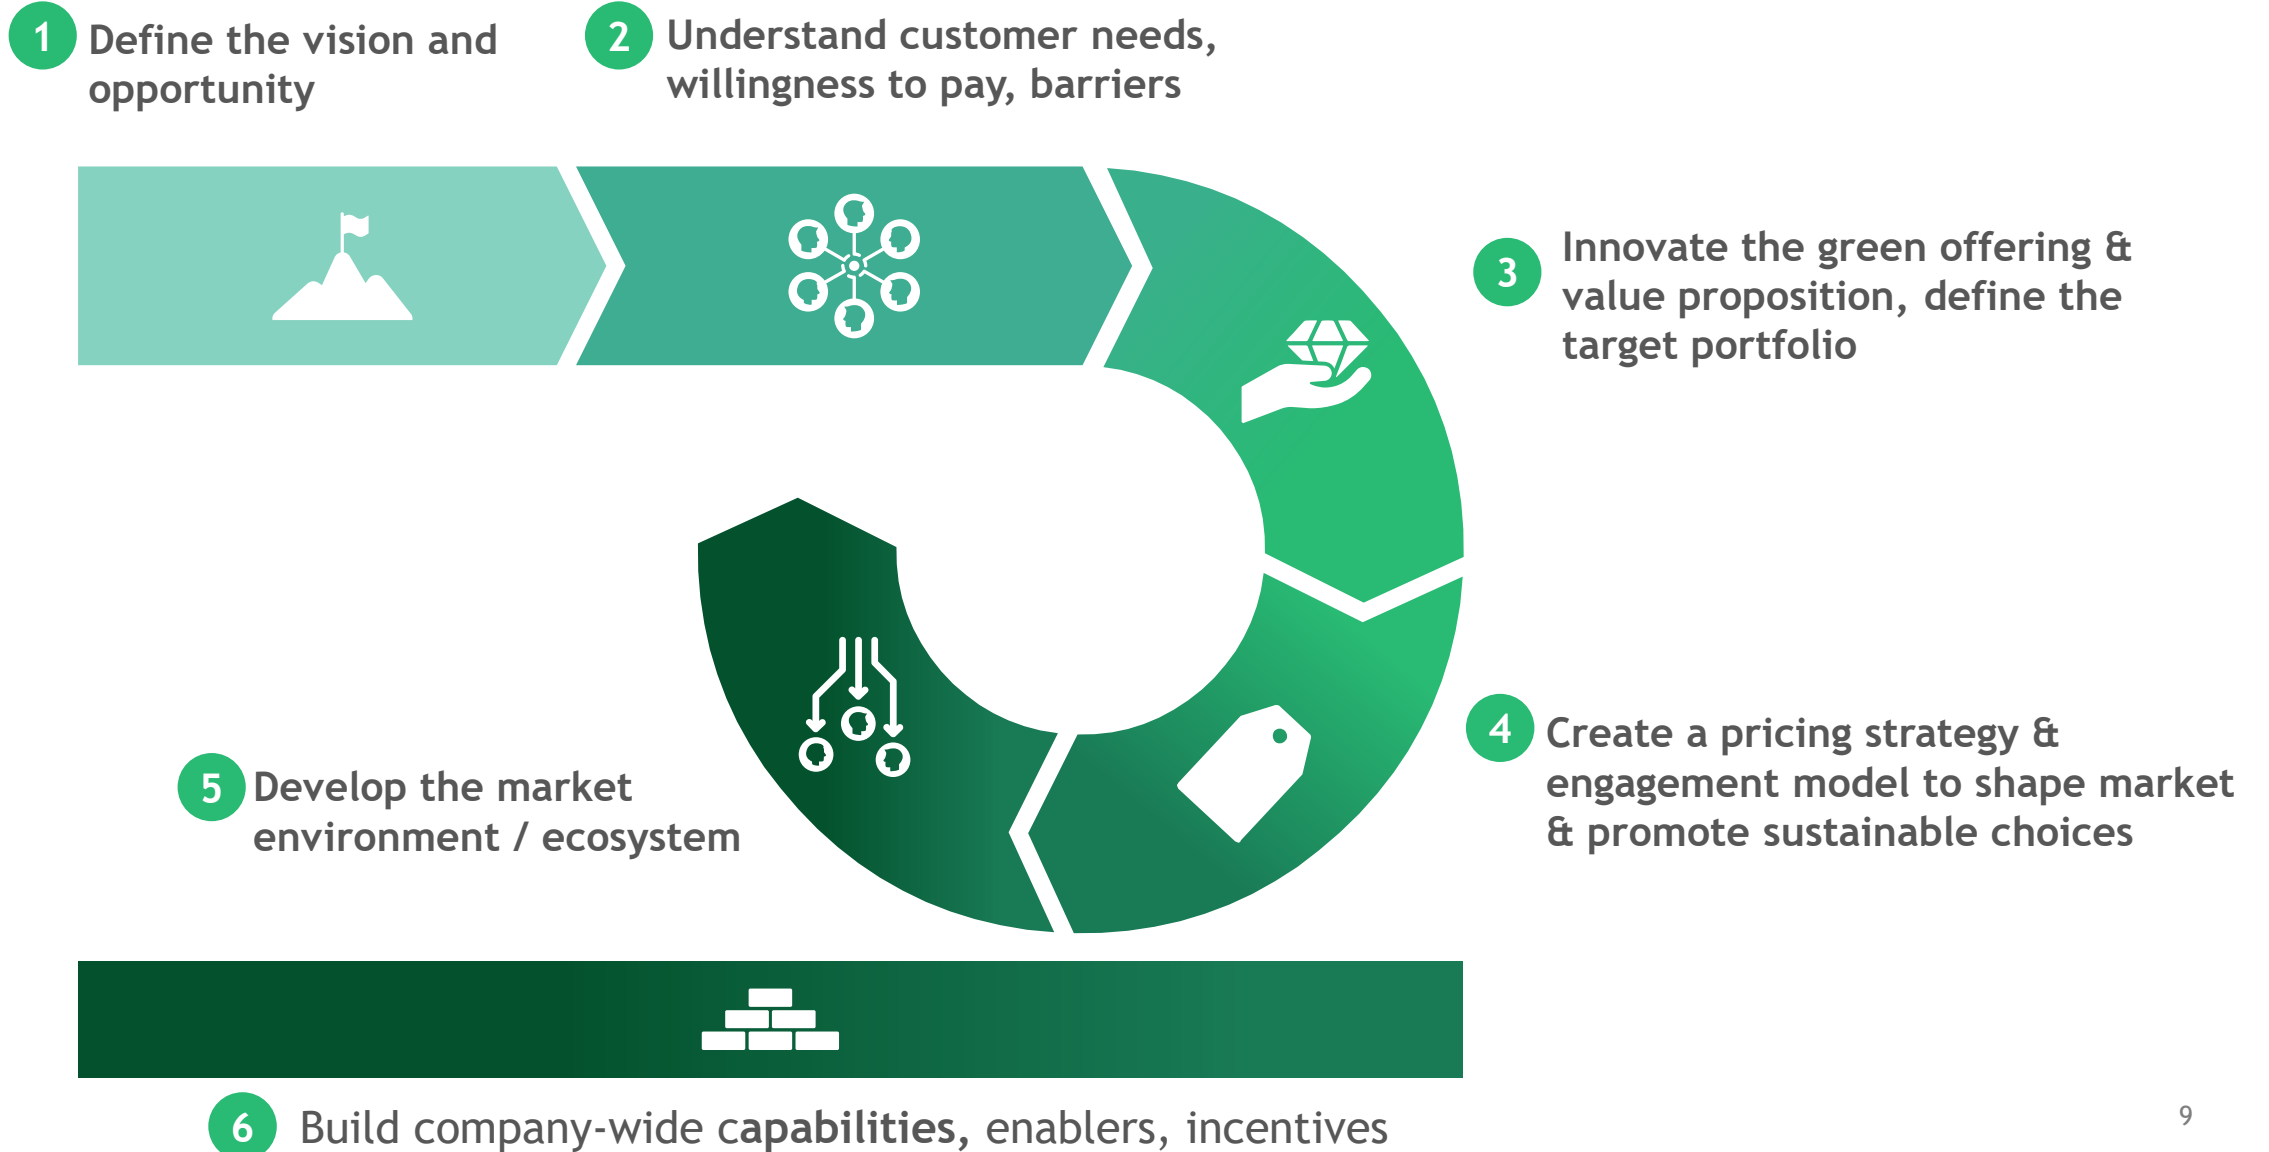 1
Define the vision and
opportunity
2
Understand customer needs,
willingness to pay, barriers
3
Innovate the green offering &
value proposition, define the
target portfolio
4
Create a pricing strategy &
engagement model to shape market
& promote sustainable choices
5
Develop the market
environment / ecosystem
6
Build company-wide capabilities, enablers, incentives
9